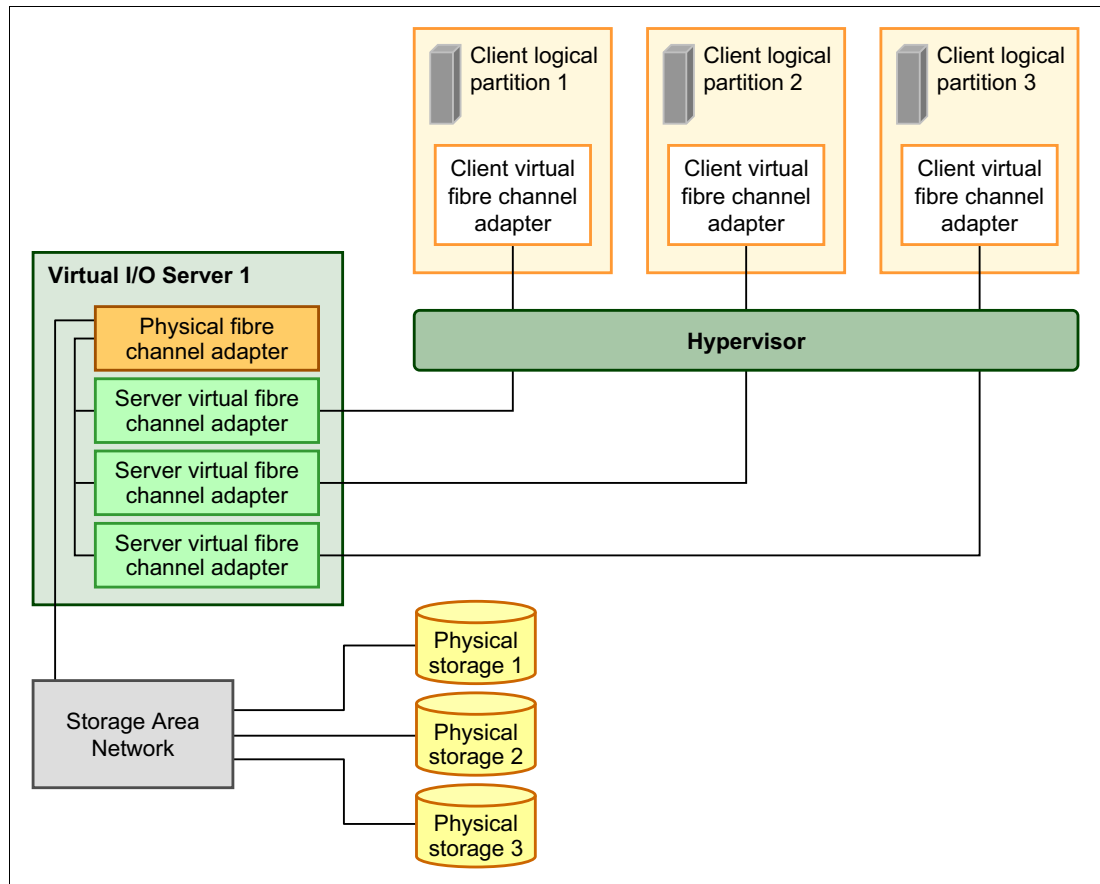 Client logical
partition 1
Client logical
partition 2
Client logical
partition 3
Client virtual
fibre channel
adapter
Client virtual
fibre channel
adapter
Client virtual
fibre channel
adapter
Virtual I/O Server 1
Physical fibre
channel adapter
Hypervisor
Server virtual fibre
channel adapter
Server virtual fibre
channel adapter
Server virtual fibre
channel adapter
Physical
storage 1
Storage Area
Network
Physical
storage 2
Physical
storage 3